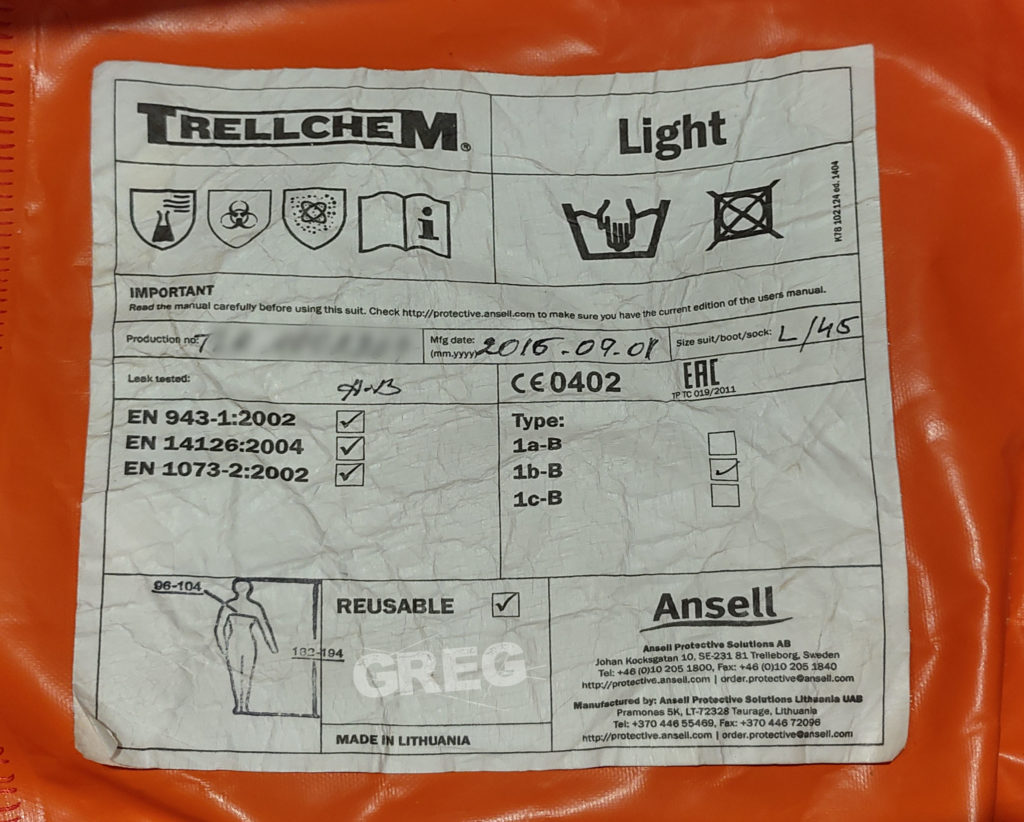 TRELLCHEM®
Light
K78 102 124 ed. 1404
IMPORTANT
Read the manual carefully before using this suit. Check http://protective.ansell.com to make sure you have the current edition of the users manual.
Production no:
Mfg date:
(mm.yyyy)
2016-09-01
Size suit/boot/sock: L/45
Leak tested:
CE 0402
EAC
TP TC 019/2011
EN 943-1:2002
EN 14126:2004
EN 1073-2:2002
Type:
1a-B
1b-B
1c-B
96-104
182-194
REUSABLE
GREG
MADE IN LITHUANIA
Ansell
Ansell Protective Solutions AB
Johan Kocksgatan 10, SE-231 81 Trelleborg, Sweden
Tel: +46 (0)10 205 1800, Fax: +46 (0)10 205 1840
http://protective.ansell.com | order.protective@ansell.com
Manufactured by: Ansell Protective Solutions Lithuania UAB
Pramones 5K, LT-72328 Taurage, Lithuania
Tel: +370 446 55469, Fax: +370 446 72096
http://protective.ansell.com | order.protective@ansell.com